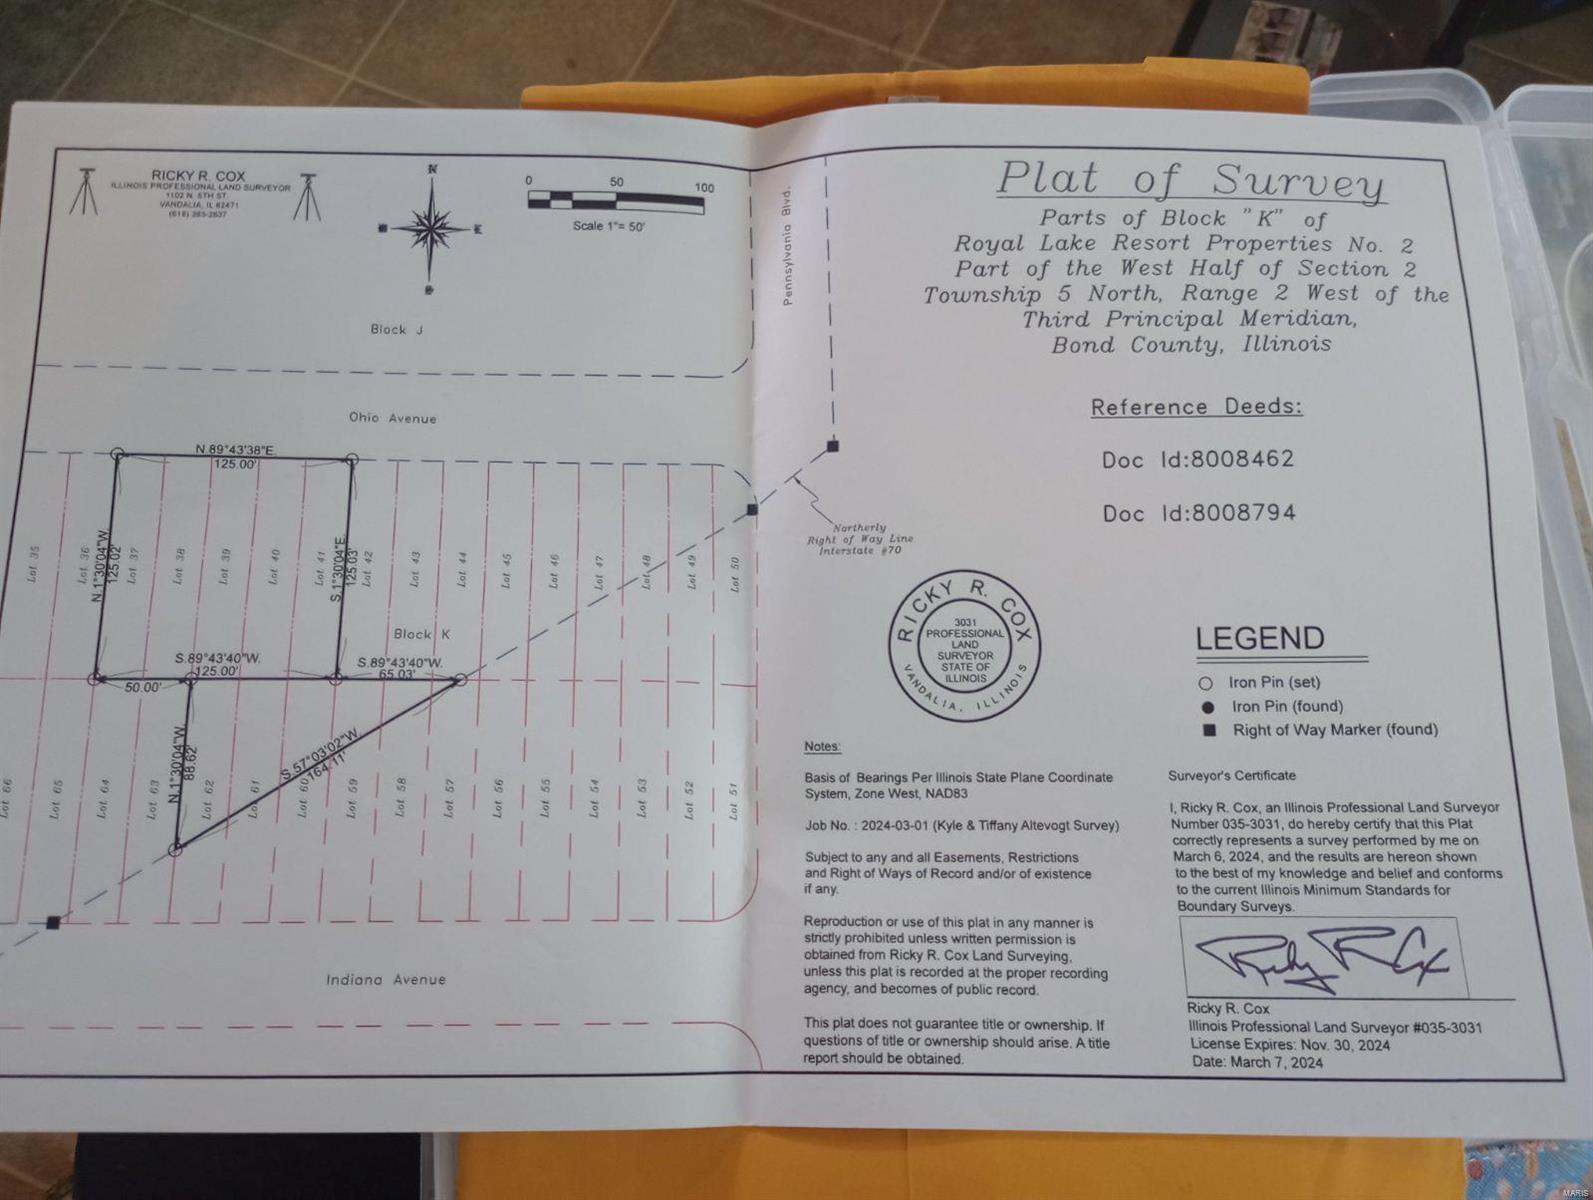 RICKY R. COX
ILLINOIS PROFESSIONAL LAND SURVEYOR
1102 N. 5TH ST.
VANDALIA, IL 62471
(618) 283-2637
N
E
0 50 100
Scale 1"= 50'
Block J
Ohio Avenue
Pennsylvania Blvd.
N.89°43'38"E.
125.00'
N.1°30'04"W.
125.02'
S.1°30'04"E.
125.03'
Lot 35
Lot 36
Lot 37
Lot 38
Lot 39
Lot 40
Lot 41
Lot 42
Lot 43
Lot 44
Lot 45
Lot 46
Lot 47
Lot 48
Lot 49
Lot 50
Northerly
Right of Way Line
Interstate #70
Block K
S.89°43'40"W.
125.00'
S.89°43'40"W.
65.03'
50.00'
N.1°30'04"W.
88.62'
S.57°03'02"W.
164.11'
Lot 66
Lot 65
Lot 64
Lot 63
Lot 62
Lot 61
Lot 60
Lot 59
Lot 58
Lot 57
Lot 56
Lot 55
Lot 54
Lot 53
Lot 52
Lot 51
Indiana Avenue
Plat of Survey
Parts of Block "K" of
Royal Lake Resort Properties No. 2
Part of the West Half of Section 2
Township 5 North, Range 2 West of the
Third Principal Meridian,
Bond County, Illinois
Reference Deeds:
Doc Id:8008462
Doc Id:8008794
RICKY R. COX
3031
PROFESSIONAL
LAND
SURVEYOR
STATE OF
ILLINOIS
VANDALIA, ILLINOIS
LEGEND
Iron Pin (set)
Iron Pin (found)
Right of Way Marker (found)
Notes:
Basis of Bearings Per Illinois State Plane Coordinate
System, Zone West, NAD83
Job No. : 2024-03-01 (Kyle & Tiffany Altevogt Survey)
Subject to any and all Easements, Restrictions
and Right of Ways of Record and/or of existence
if any.
Reproduction or use of this plat in any manner is
strictly prohibited unless written permission is
obtained from Ricky R. Cox Land Surveying,
unless this plat is recorded at the proper recording
agency, and becomes of public record.
This plat does not guarantee title or ownership. If
questions of title or ownership should arise. A title
report should be obtained.
Surveyor's Certificate
I, Ricky R. Cox, an Illinois Professional Land Surveyor
Number 035-3031, do hereby certify that this Plat
correctly represents a survey performed by me on
March 6, 2024, and the results are hereon shown
to the best of my knowledge and belief and conforms
to the current Illinois Minimum Standards for
Boundary Surveys.
Ricky R Cox
Ricky R. Cox
Illinois Professional Land Surveyor #035-3031
License Expires: Nov. 30, 2024
Date: March 7, 2024
MARIS